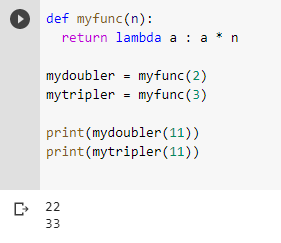 def myfunc(n):
  return lambda a : a * n

mydoubler = myfunc(2)
mytripler = myfunc(3)

print(mydoubler(11))
print(mytripler(11))

22
33